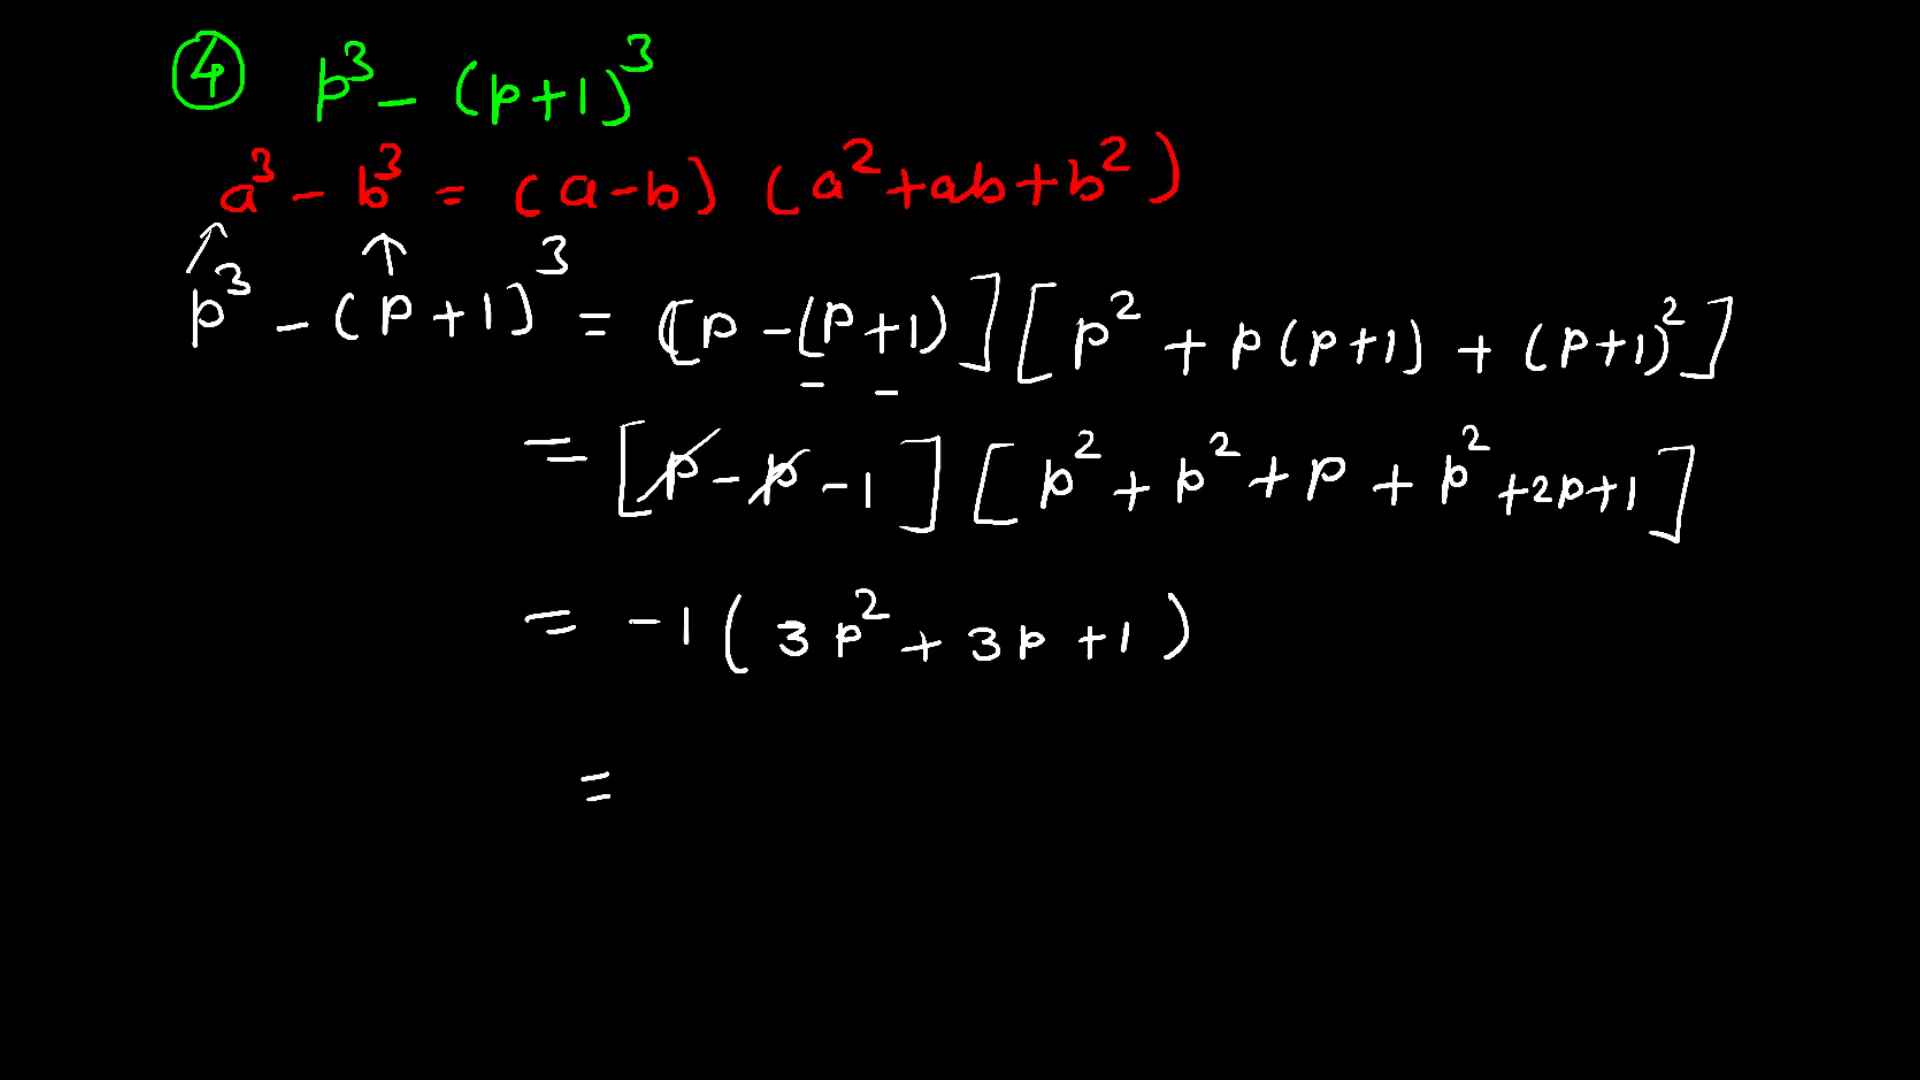 ④ p³ - (p+1)³
a³ - b³ = (a-b) (a²+ab+b²)
p³ - (p+1)³ = [p-(p+1)] [p² + p(p+1) + (p+1)²]
= [p - p - 1] [p² + p² + p + p² + 2p + 1]
= -1 (3p² + 3p + 1)
=